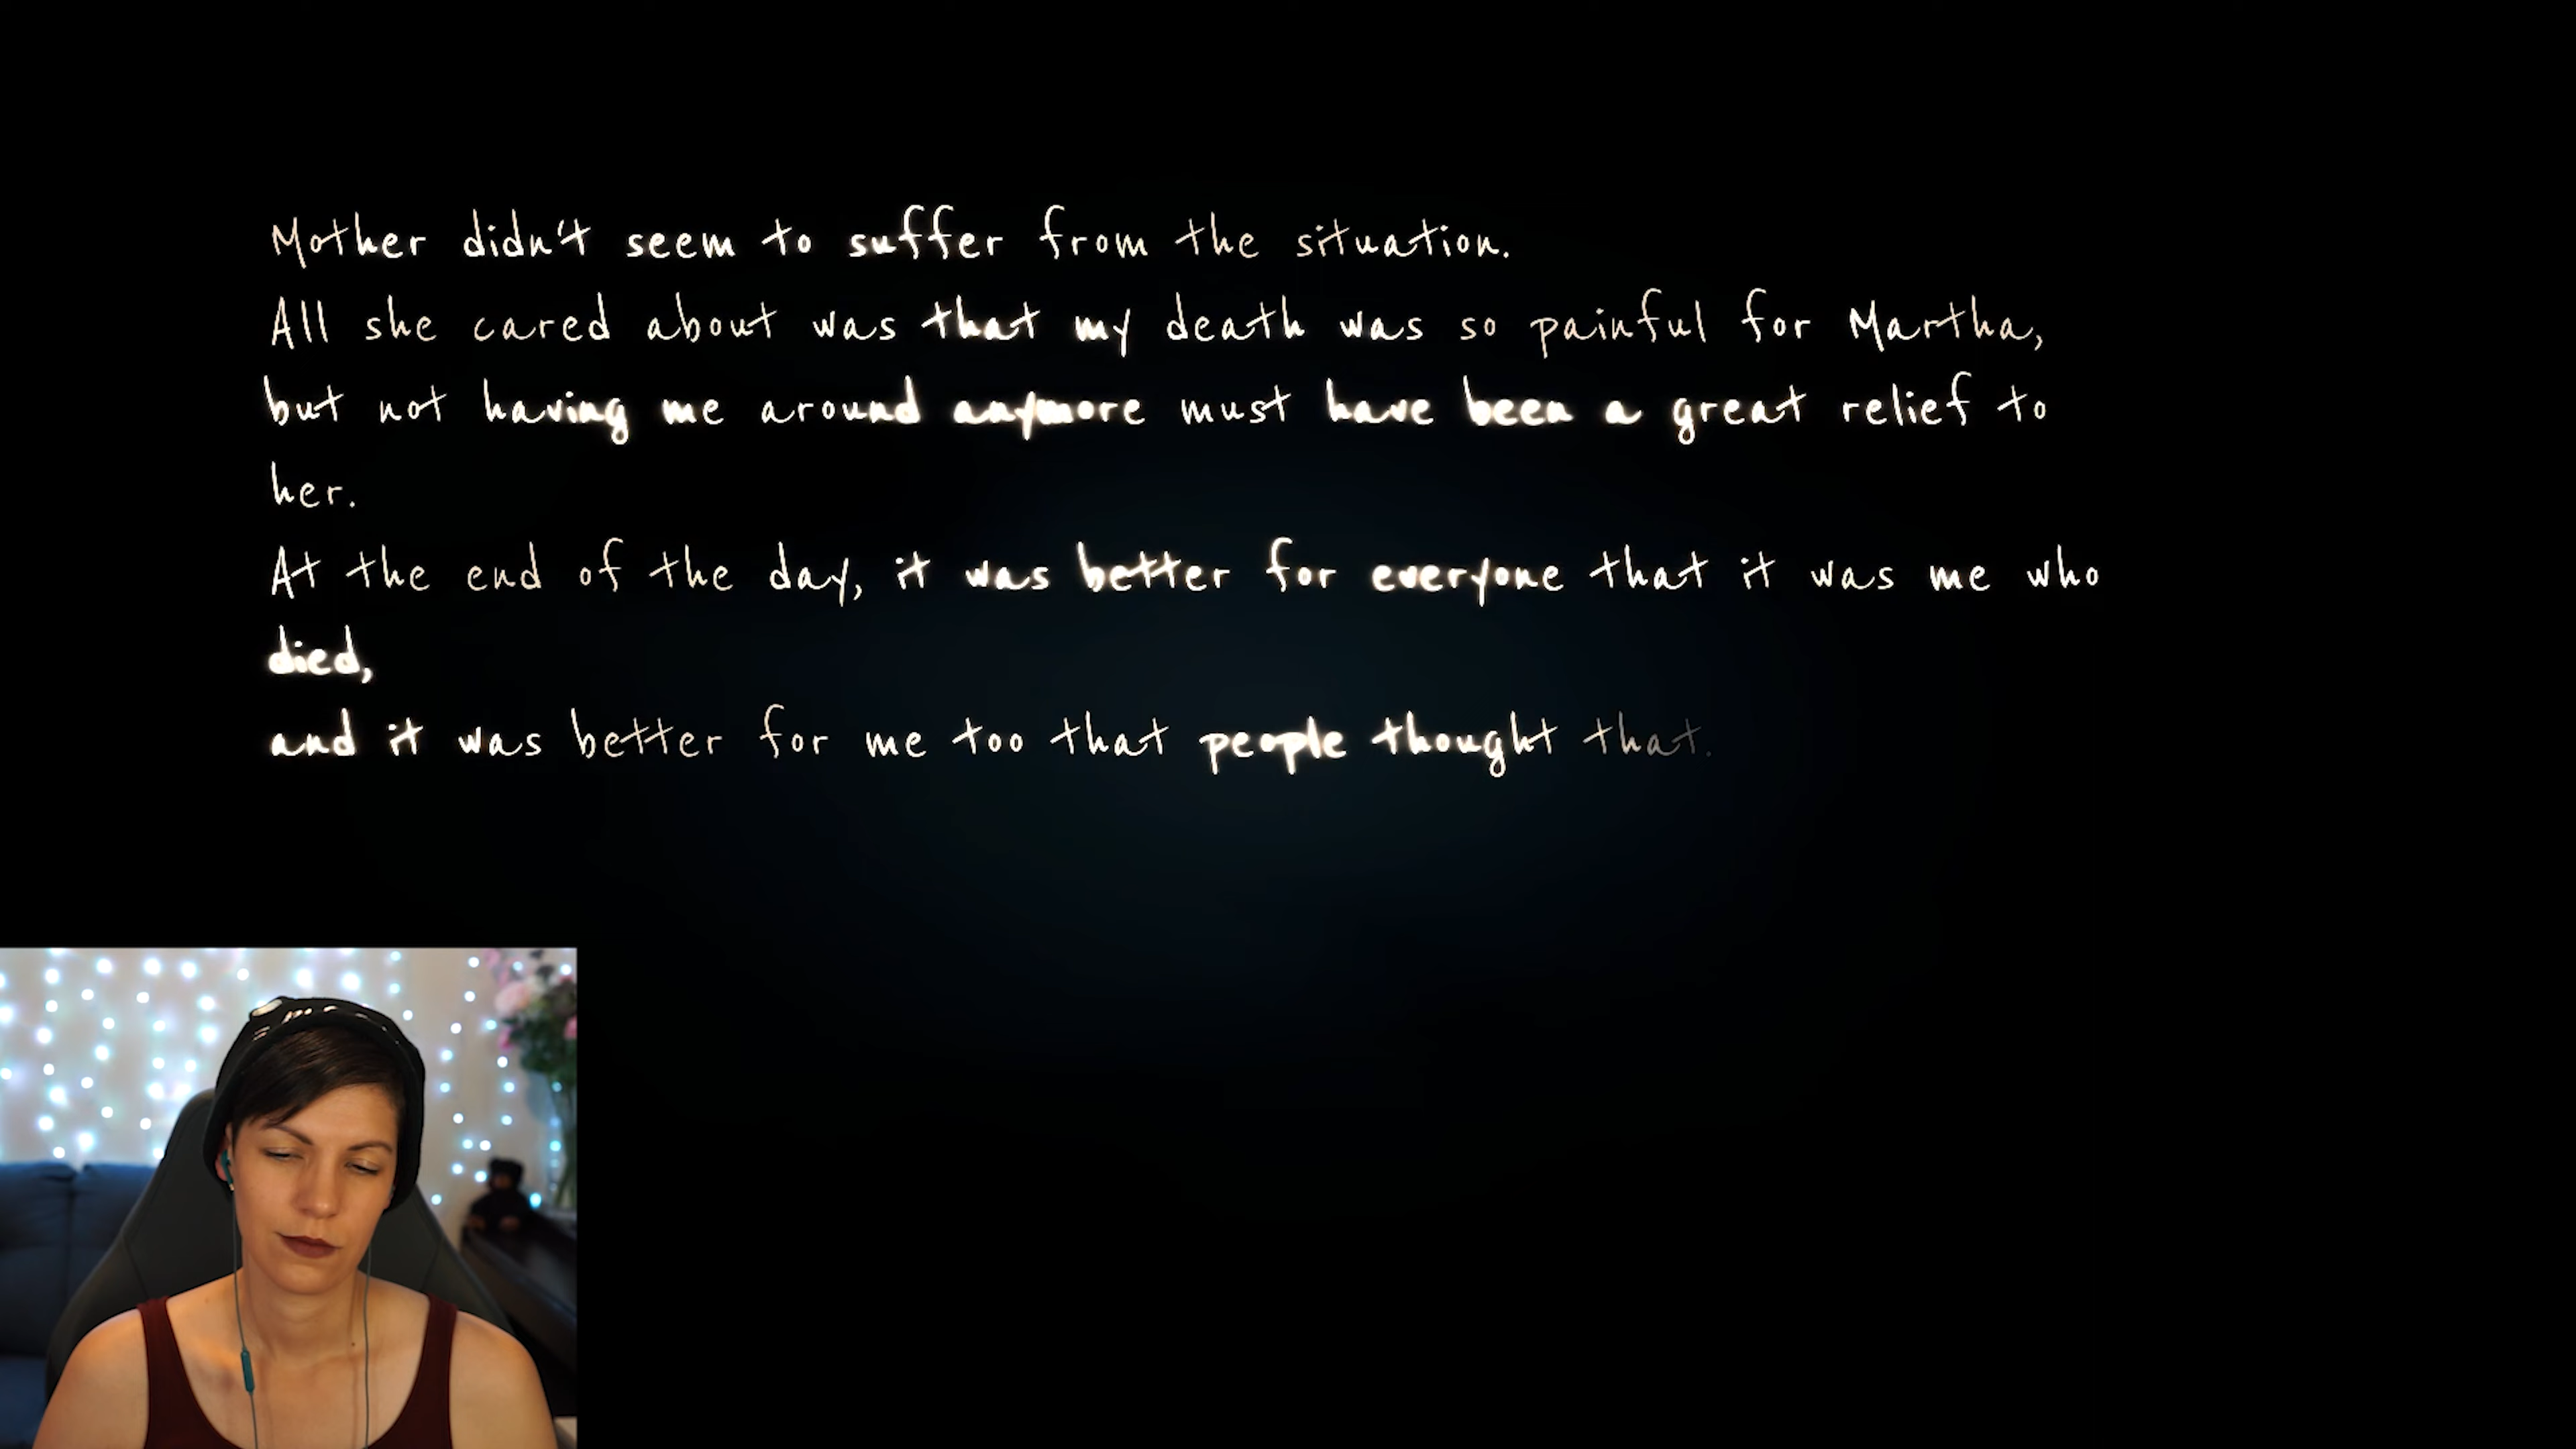 Mother didn't seem to suffer from the situation.
All she cared about was that my death was so painful for Martha,
but not having me around anymore must have been a great relief to
her.
At the end of the day, it was better for everyone that it was me who
died,
and it was better for me too that people thought that.